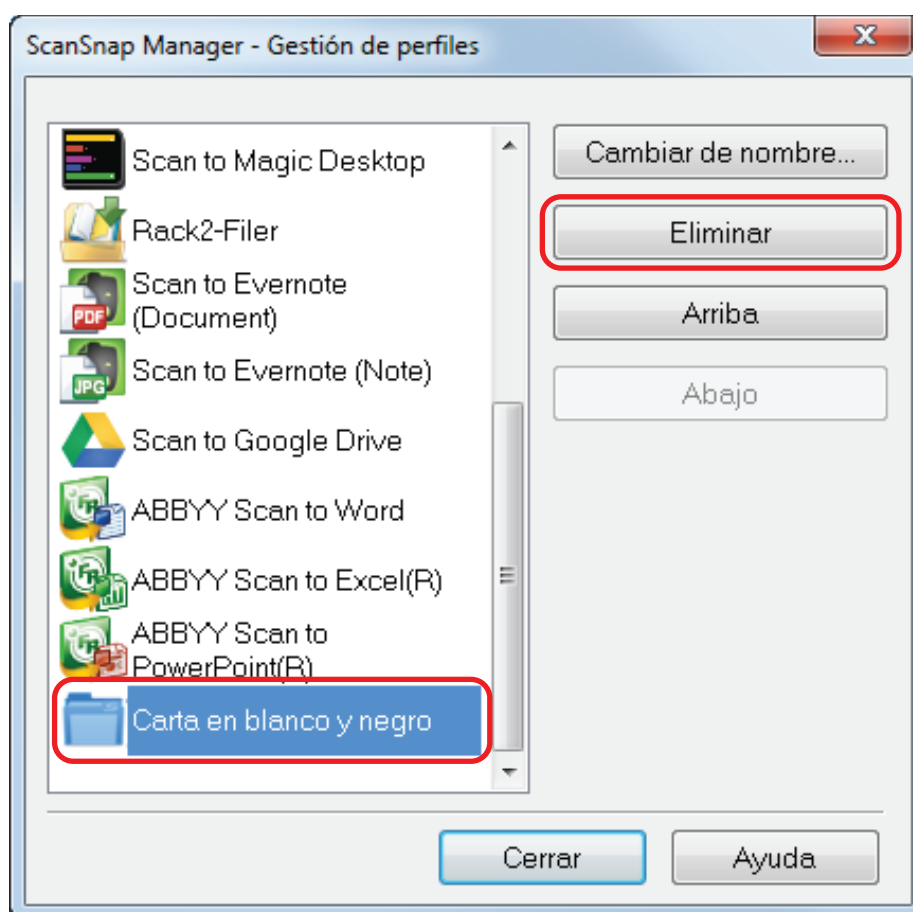 ScanSnap Manager - Gestión de perfiles
Scan to Magic Desktop
Rack2-Filer
Scan to Evernote
(Document)
PDF
Scan to Evernote (Note)
JPG
Scan to Google Drive
ABBYY Scan to Word
ABBYY Scan to Excel(R)
ABBYY Scan to
PowerPoint(R)
Carta en blanco y negro
Cambiar de nombre...
Eliminar
Arriba
Abajo
Cerrar
Ayuda